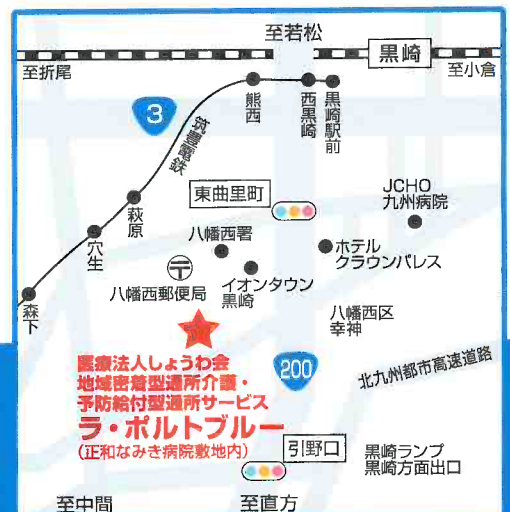 至若松
黒崎
至折尾
至小倉
熊西
西黒崎
黒崎駅前
3
筑豊電鉄
東曲里町
JCHO
九州病院
萩原
穴生
八幡西署
ホテル
クラウンパレス
八幡西郵便局
イオンタウン
黒崎
森下
八幡西区
幸神
医療法人しょうわ会
地域密着型通所介護・
予防給付型通所サービス
ラ・ポルトブルー
(正和なみき病院敷地内)
200
北九州都市高速道路
引野口
黒崎ランプ
黒崎方面出口
至中間
至直方